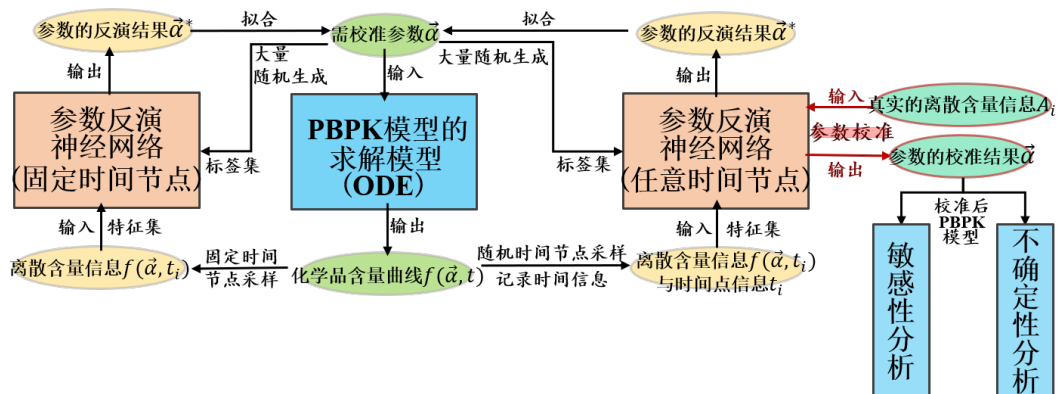 参数的反演结果α⃗*
拟合
需校准参数α⃗
拟合
参数的反演结果α⃗*
输出
大量
随机生成
输入
大量随机生成
输出
参数反演
神经网络
(固定时间节点)
标签集
PBPK模型的
求解模型
(ODE)
标签集
参数反演
神经网络
(任意时间节点)
输入
真实的离散含量信息A_i
参数校准
输出
参数的校准结果α⃗
输入
特征集
输出
输入
特征集
校准后
PBPK
模型
离散含量信息f(α⃗, t_i)
固定时间
节点采样
化学品含量曲线f(α⃗, t)
随机时间节点采样
记录时间信息
离散含量信息f(α⃗, t_i)
与时间点信息t_i
敏感性分析
不确定性分析